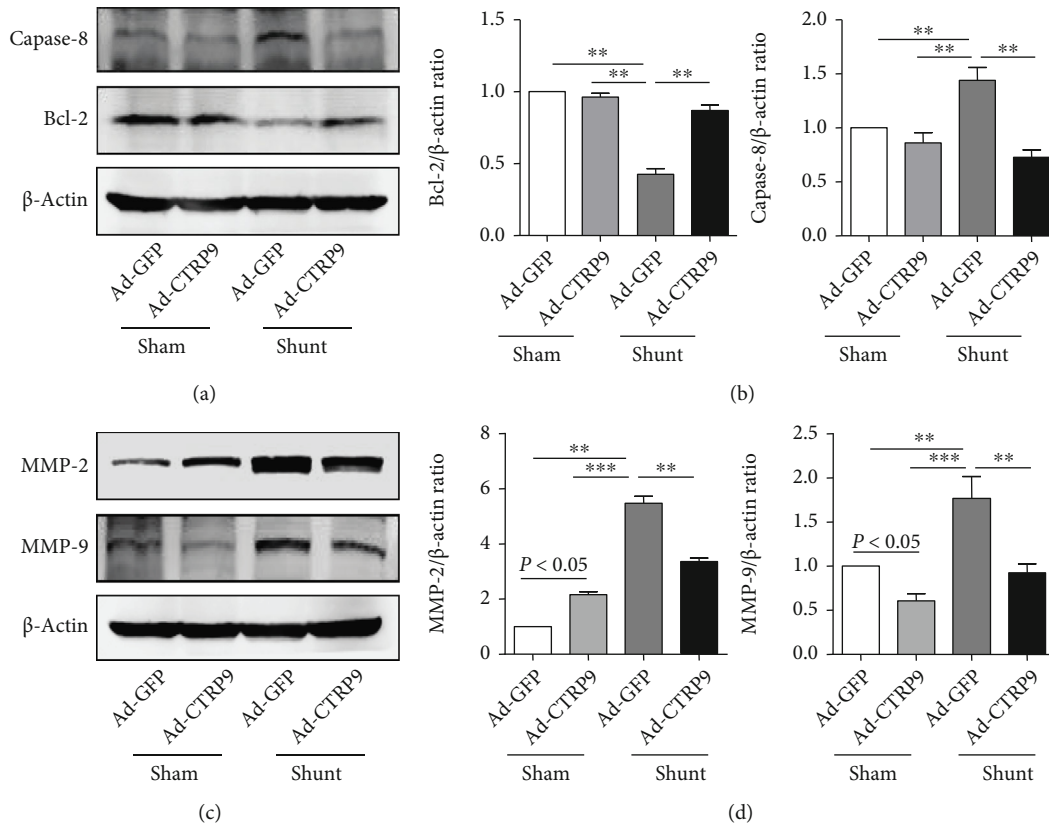 Capase-8
Bcl-2
β-Actin
Ad-GFP
Ad-CTRP9
Ad-GFP
Ad-CTRP9
Sham
Shunt
(a)
Bcl-2/β-actin ratio
1.5
1.0
0.5
0.0
**
**
**
Ad-GFP
Ad-CTRP9
Ad-GFP
Ad-CTRP9
Sham
Shunt
Capase-8/β-actin ratio
2.0
1.5
1.0
0.5
0.0
**
**
**
Ad-GFP
Ad-CTRP9
Ad-GFP
Ad-CTRP9
Sham
Shunt
(b)
MMP-2
MMP-9
β-Actin
Ad-GFP
Ad-CTRP9
Ad-GFP
Ad-CTRP9
Sham
Shunt
(c)
MMP-2/β-actin ratio
8
6
4
2
0
**
***
**
P < 0.05
Ad-GFP
Ad-CTRP9
Ad-GFP
Ad-CTRP9
Sham
Shunt
MMP-9/β-actin ratio
2.5
2.0
1.5
1.0
0.5
0.0
**
***
**
P < 0.05
Ad-GFP
Ad-CTRP9
Ad-GFP
Ad-CTRP9
Sham
Shunt
(d)